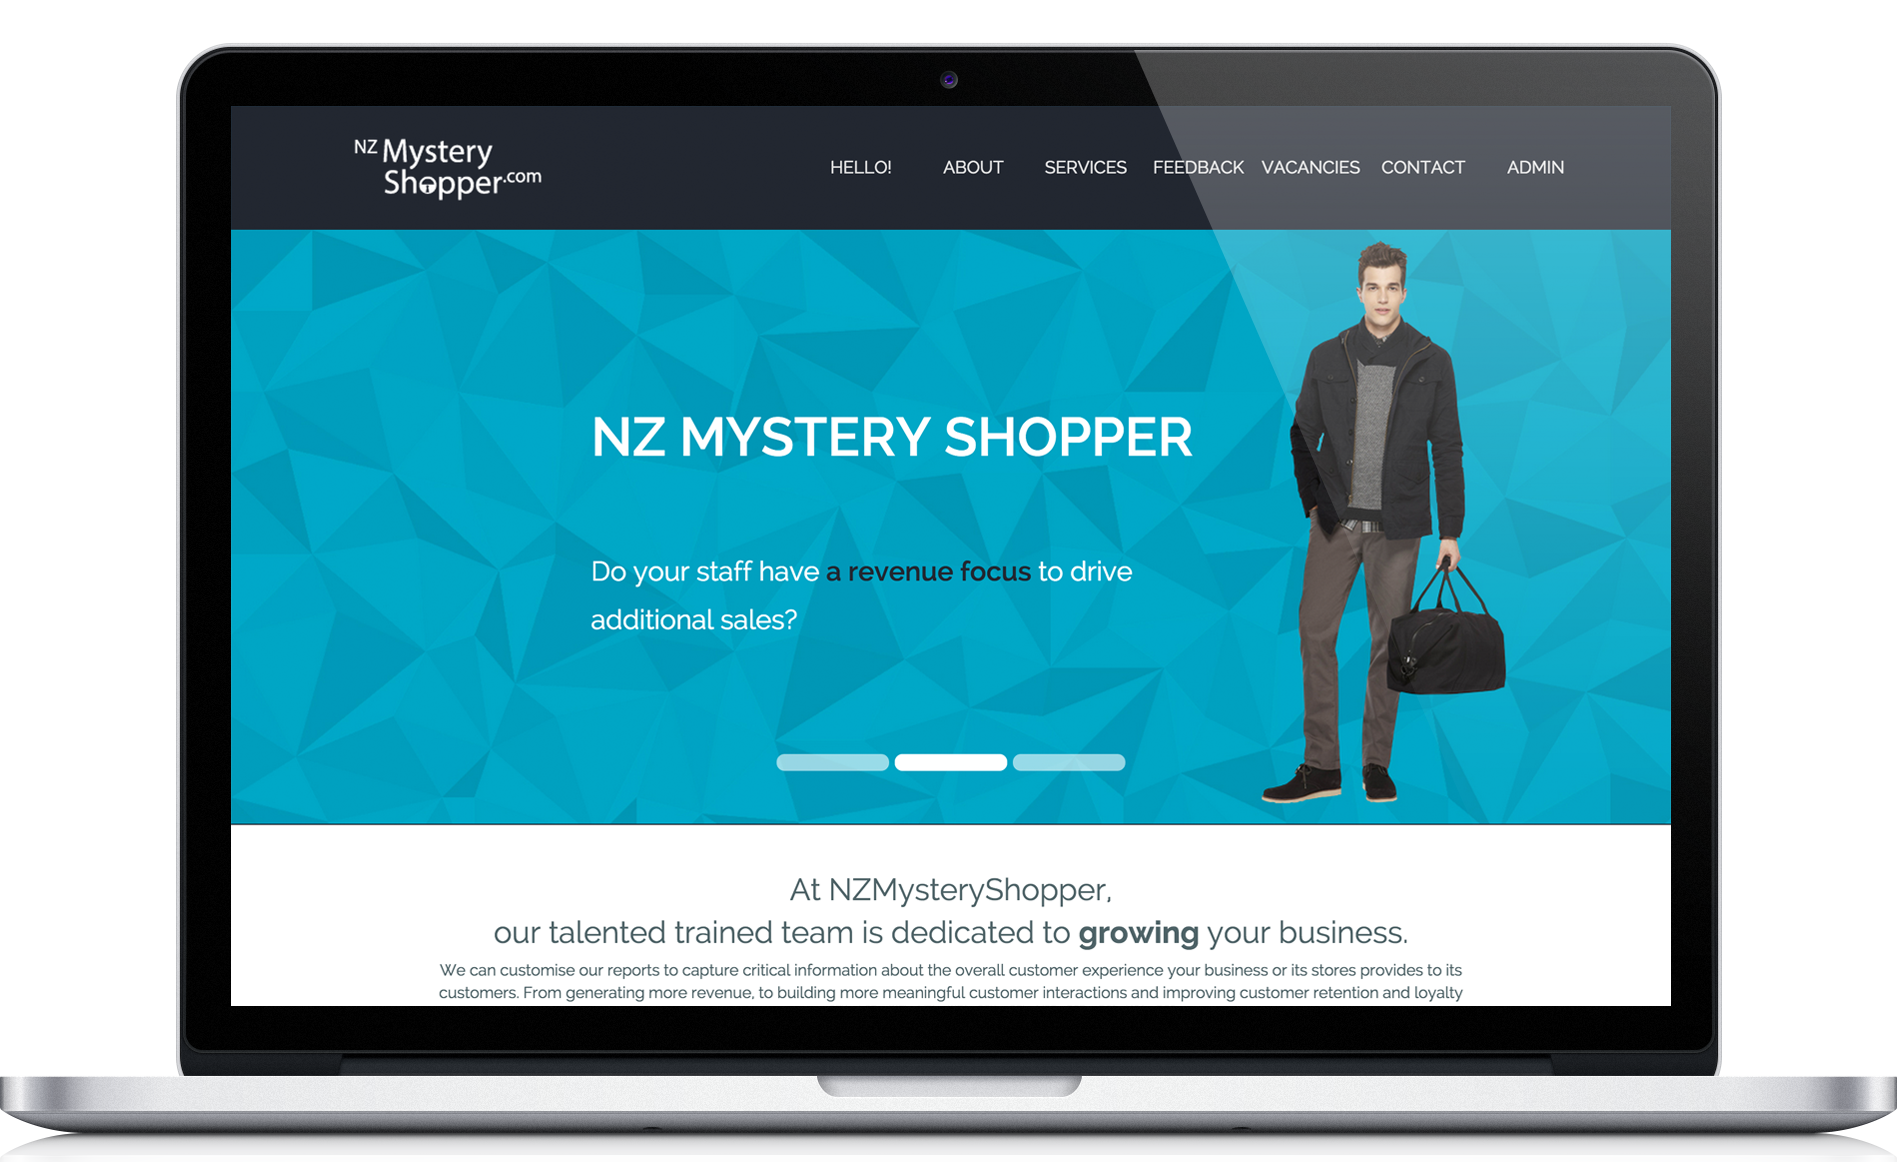 NZ Mystery
Shopper.com
HELLO! ABOUT SERVICES FEEDBACK VACANCIES CONTACT ADMIN
NZ MYSTERY SHOPPER
Do your staff have a revenue focus to drive
additional sales?
At NZMysteryShopper,
our talented trained team is dedicated to growing your business.
We can customise our reports to capture critical information about the overall customer experience your business or its stores provides to its
customers. From generating more revenue, to building more meaningful customer interactions and improving customer retention and loyalty